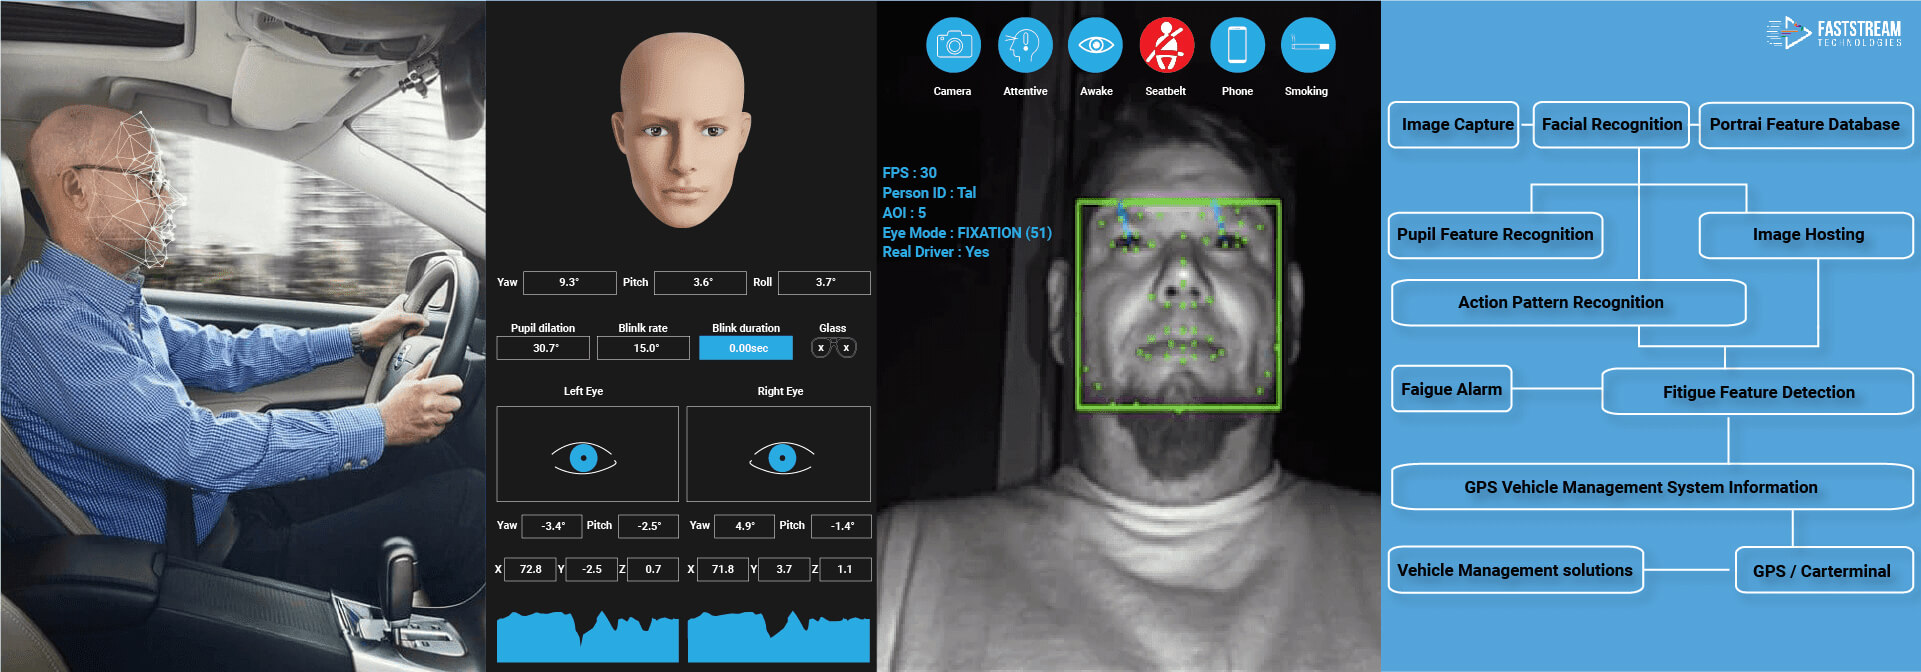 Yaw 9.3° Pitch 3.6° Roll 3.7°
Pupil dilation Blinlk rate Blink duration Glass
30.7° 15.0° 0.00sec x x
Left Eye Right Eye
Yaw -3.4° Pitch -2.5° Yaw 4.9° Pitch -1.4°
X 72.8 Y -2.5 Z 0.7 X 71.8 Y 3.7 Z 1.1
Camera Attentive Awake Seatbelt Phone Smoking
FPS : 30
Person ID : Tal
AOI : 5
Eye Mode : FIXATION (51)
Real Driver : Yes
FASTSTREAM
TECHNOLOGIES
Image Capture Facial Recognition Portrai Feature Database
Pupil Feature Recognition Image Hosting
Action Pattern Recognition
Faigue Alarm Fitigue Feature Detection
GPS Vehicle Management System Information
Vehicle Management solutions GPS / Carterminal